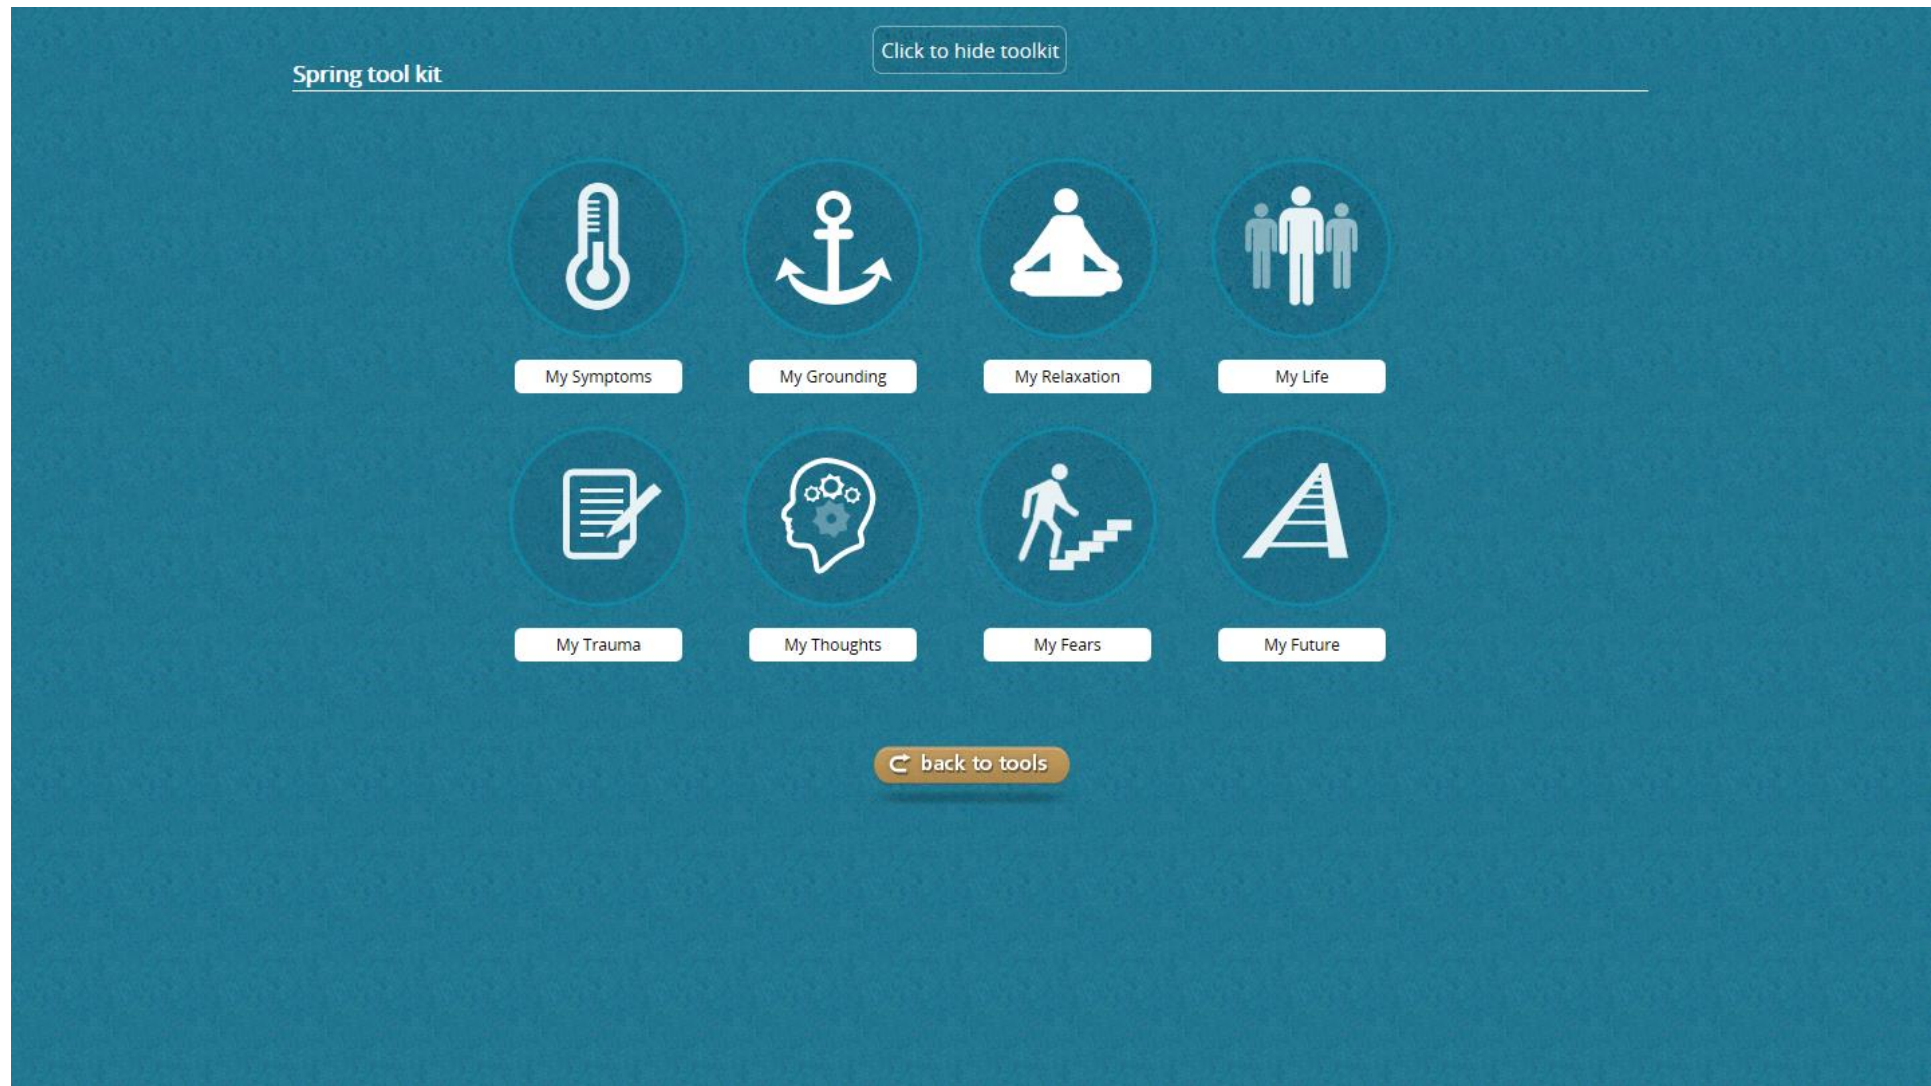 Click to hide toolkit
Spring tool kit
My Symptoms
My Grounding
My Relaxation
My Life
My Trauma
My Thoughts
My Fears
My Future
back to tools